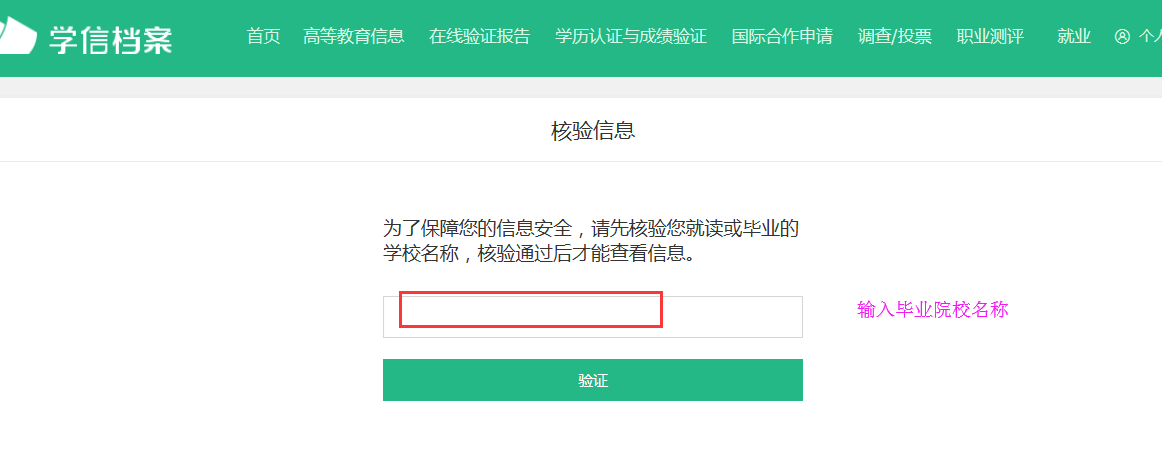 学信档案
首页 高等教育信息 在线验证报告 学历认证与成绩验证 国际合作申请 调查/投票 职业测评 就业 个人
核验信息
为了保障您的信息安全，请先核验您就读或毕业的
学校名称，核验通过后才能查看信息。
输入毕业院校名称
验证